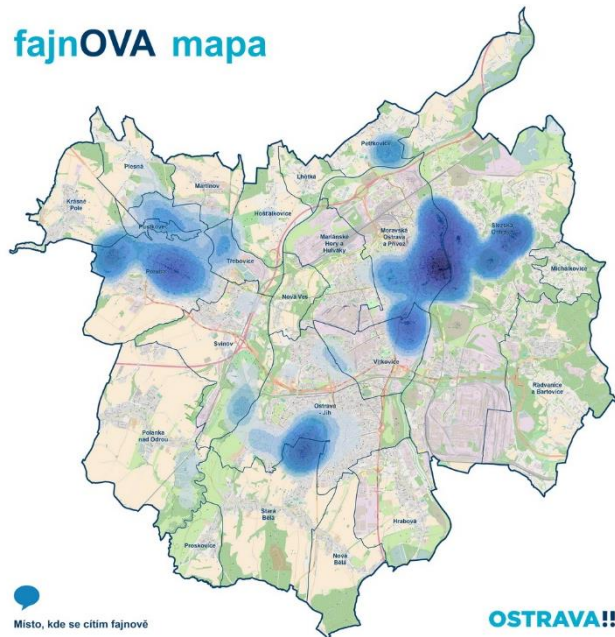 fajnOVA mapa
Petřkovice
Plesná
Martinov
Lhotka
Krásné
Pole
Hošťálkovice
Pustkovec
Mariánské
Hory a
Hulváky
Moravská
Ostrava
a Přívoz
Slezská
Ostrava
Poruba
Třebovice
Michálkovice
Nová Ves
Svinov
Vítkovice
Radvanice
a Bartovice
Ostrava
- Jih
Polanka
nad Odrou
Stará
Bělá
Hrabová
Proskovice
Nová
Bělá
Místo, kde se cítím fajnově
OSTRAVA!!!